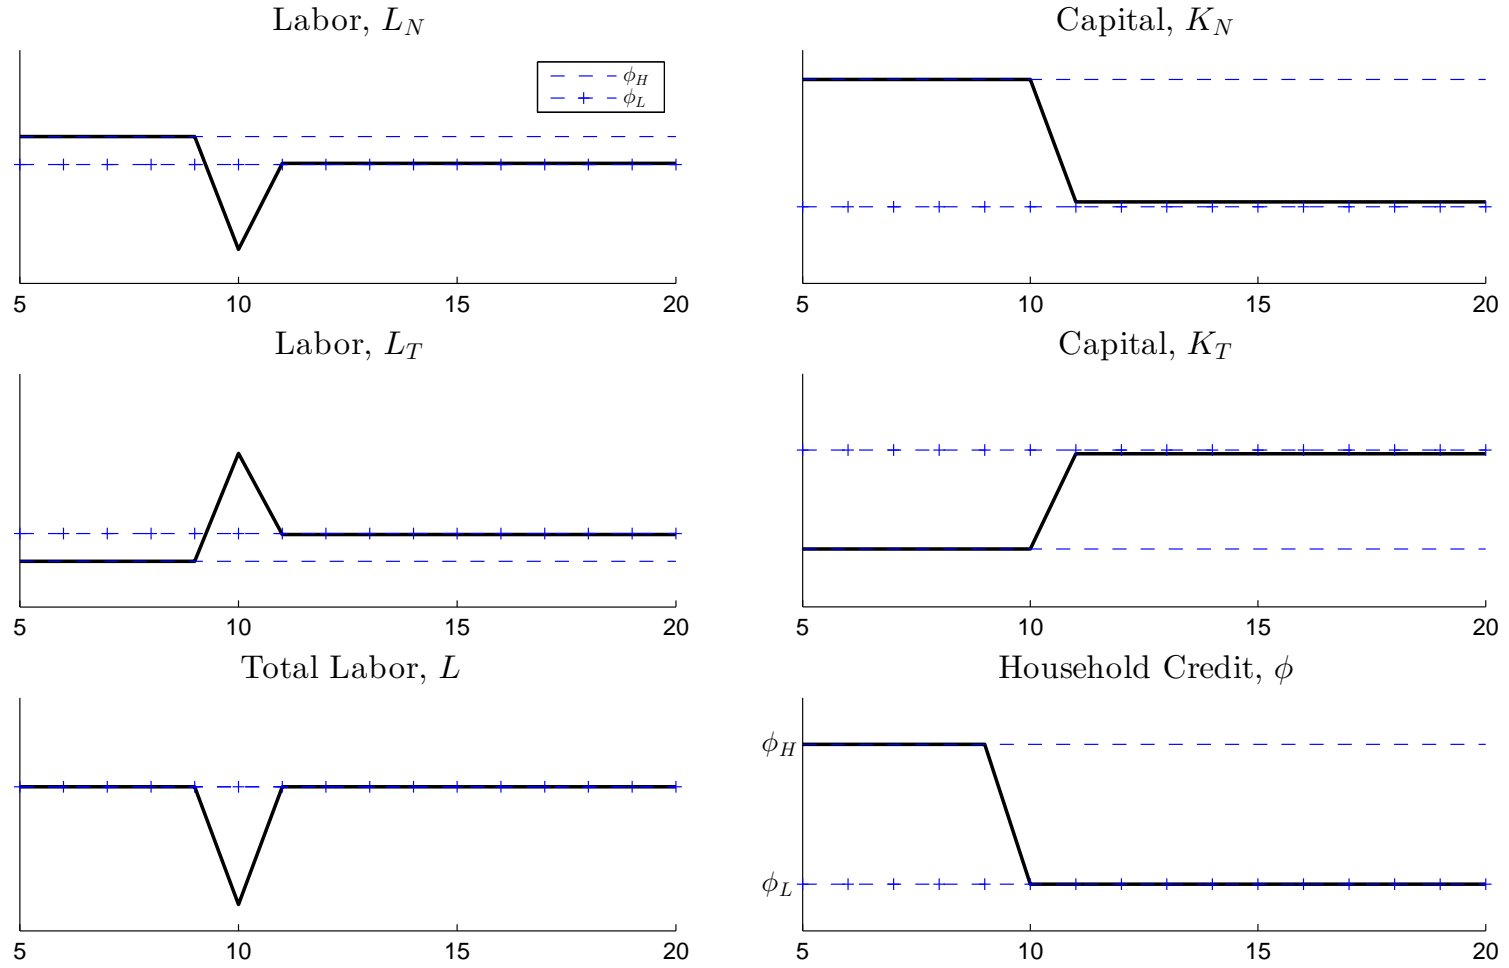 Labor, L_N
ϕ_H
ϕ_L
5 10 15 20
Capital, K_N
5 10 15 20
Labor, L_T
5 10 15 20
Capital, K_T
5 10 15 20
Total Labor, L
5 10 15 20
Household Credit, ϕ
ϕ_H
ϕ_L
5 10 15 20